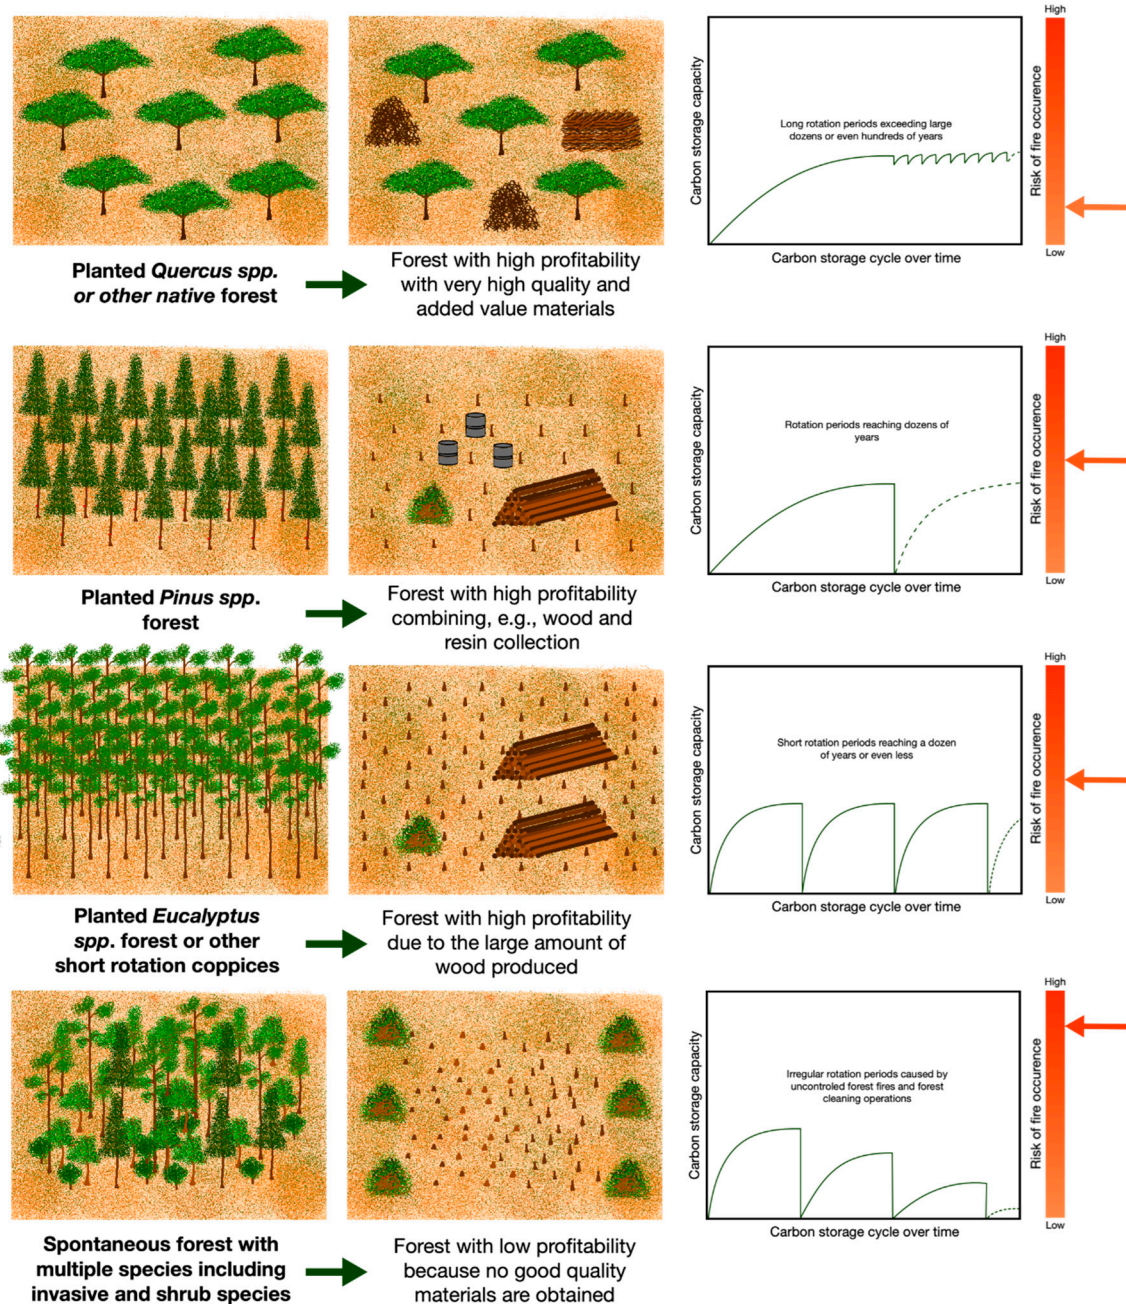 Carbon storage capacity
Long rotation periods exceeding large
dozens or even hundreds of years
Carbon storage cycle over time
High
Risk of fire occurence
Low
Planted Quercus spp.
or other native forest
Forest with high profitability
with very high quality and
added value materials
Carbon storage capacity
Rotation periods reaching dozens of
years
Carbon storage cycle over time
High
Risk of fire occurence
Low
Planted Pinus spp.
forest
Forest with high profitability
combining, e.g., wood and
resin collection
Carbon storage capacity
Short rotation periods reaching a dozen
of years or even less
Carbon storage cycle over time
High
Risk of fire occurence
Low
Planted Eucalyptus
spp. forest or other
short rotation coppices
Forest with high profitability
due to the large amount of
wood produced
Carbon storage capacity
Irregular rotation periods caused by
uncontroled forest fires and forest
cleaning operations
Carbon storage cycle over time
High
Risk of fire occurence
Low
Spontaneous forest with
multiple species including
invasive and shrub species
Forest with low profitability
because no good quality
materials are obtained